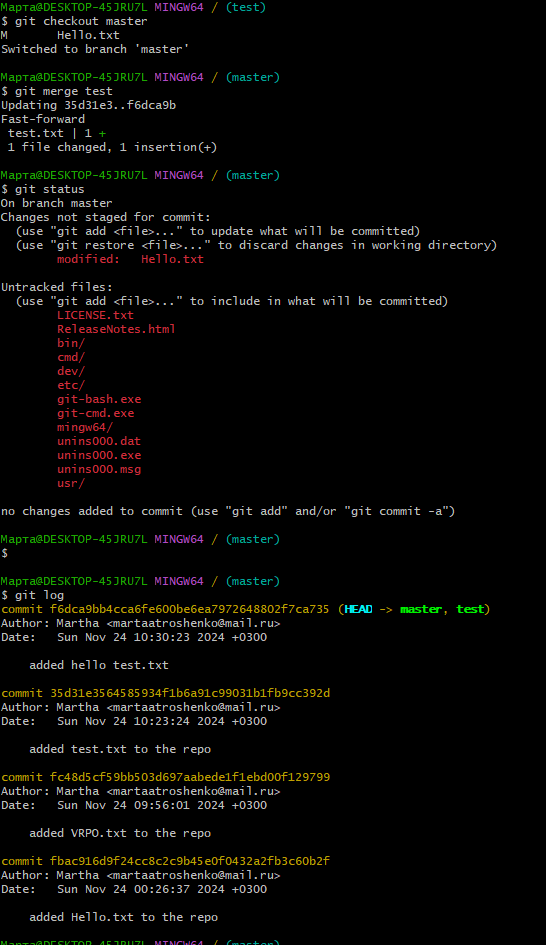 Марта@DESKTOP-45JRU7L MINGW64 / (test)
$ git checkout master
M       Hello.txt
Switched to branch 'master'

Марта@DESKTOP-45JRU7L MINGW64 / (master)
$ git merge test
Updating 35d31e3..f6dca9b
Fast-forward
 test.txt | 1 +
 1 file changed, 1 insertion(+)

Марта@DESKTOP-45JRU7L MINGW64 / (master)
$ git status
On branch master
Changes not staged for commit:
  (use "git add <file>..." to update what will be committed)
  (use "git restore <file>..." to discard changes in working directory)
        modified:   Hello.txt

Untracked files:
  (use "git add <file>..." to include in what will be committed)
        LICENSE.txt
        ReleaseNotes.html
        bin/
        cmd/
        dev/
        etc/
        git-bash.exe
        git-cmd.exe
        mingw64/
        unins000.dat
        unins000.exe
        unins000.msg
        usr/

no changes added to commit (use "git add" and/or "git commit -a")

Марта@DESKTOP-45JRU7L MINGW64 / (master)
$

Марта@DESKTOP-45JRU7L MINGW64 / (master)
$ git log
commit f6dca9bb4cca6fe600be6ea7972648802f7ca735 (HEAD -> master, test)
Author: Martha <martaatroshenko@mail.ru>
Date:   Sun Nov 24 10:30:23 2024 +0300

    added hello test.txt

commit 35d31e3564585934f1b6a91c99031b1fb9cc392d
Author: Martha <martaatroshenko@mail.ru>
Date:   Sun Nov 24 10:23:24 2024 +0300

    added test.txt to the repo

commit fc48d5cf59bb503d697aabede1f1ebd00f129799
Author: Martha <martaatroshenko@mail.ru>
Date:   Sun Nov 24 09:56:01 2024 +0300

    added VRPO.txt to the repo

commit fbac916d9f24cc8c2c9b45e0f0432a2fb3c60b2f
Author: Martha <martaatroshenko@mail.ru>
Date:   Sun Nov 24 00:26:37 2024 +0300

    added Hello.txt to the repo

Марта@DESKTOP-45JRU7L MINGW64 / (master)